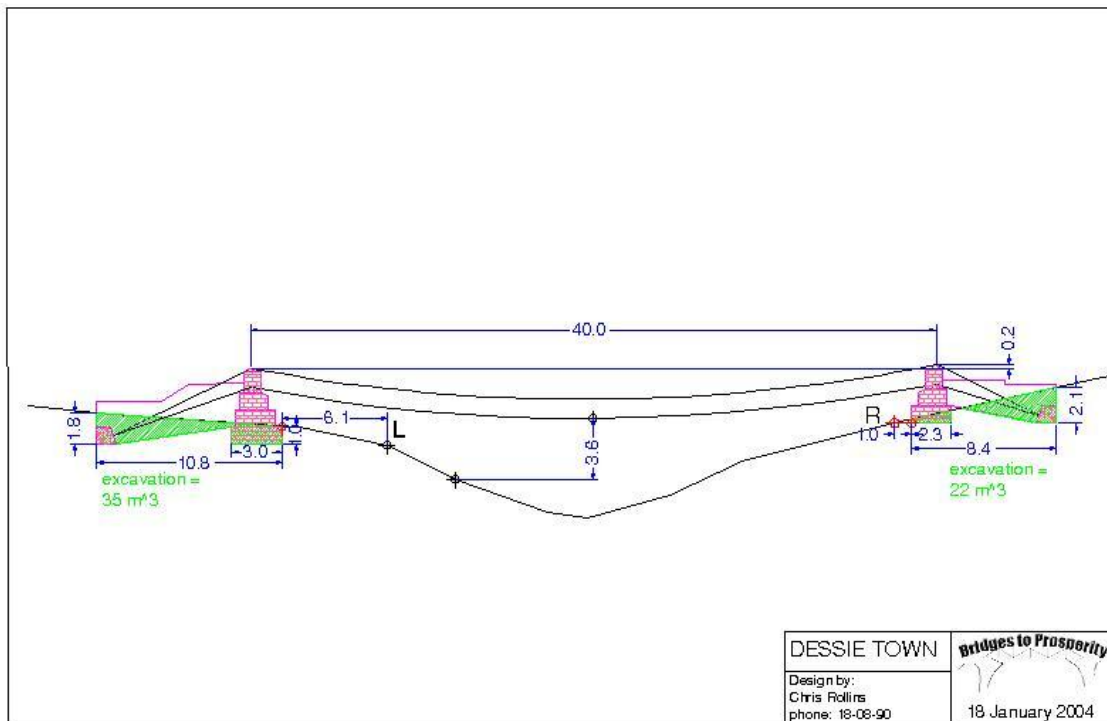 40.0
0.2
6.1
L
R
1.8
1.0
3.0
10.8
3.6
1.0
2.3
8.4
2.1
excavation =
35 m^3
excavation =
22 m^3
DESSIE TOWN
Design by:
Chris Rollins
phone: 18-08-90
Bridges to Prosperity
18 January 2004